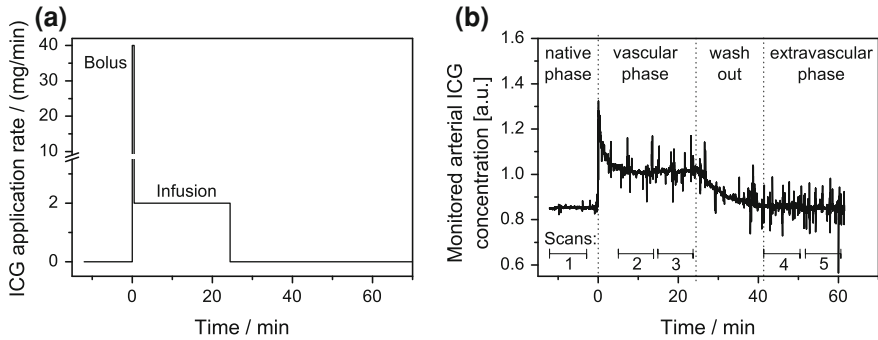 (a)
ICG application rate / (mg/min)
40
30
20
10
2
0
Bolus
Infusion
0
20
40
60
Time / min
(b)
Monitored arterial ICG
concentration [a.u.]
1.6
1.4
1.2
1.0
0.8
0.6
native
phase
vascular
phase
wash
out
extravascular
phase
Scans:
1
2
3
4
5
0
20
40
60
Time / min